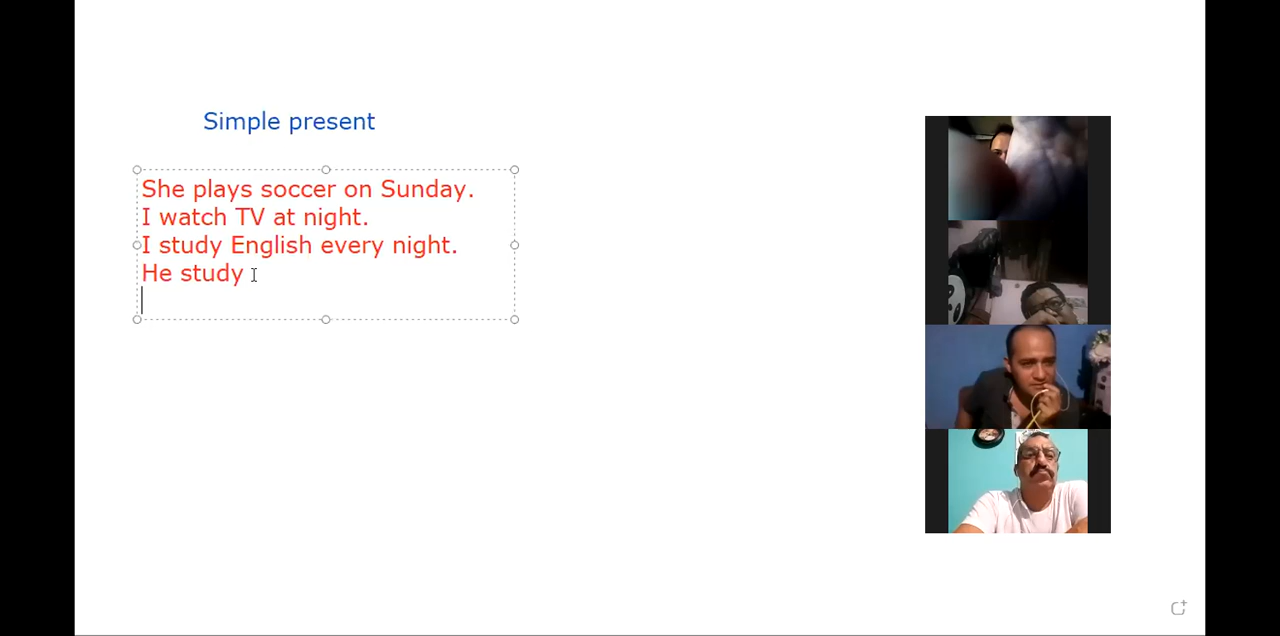 Simple present
She plays soccer on Sunday.
I watch TV at night.
I study English every night.
He study